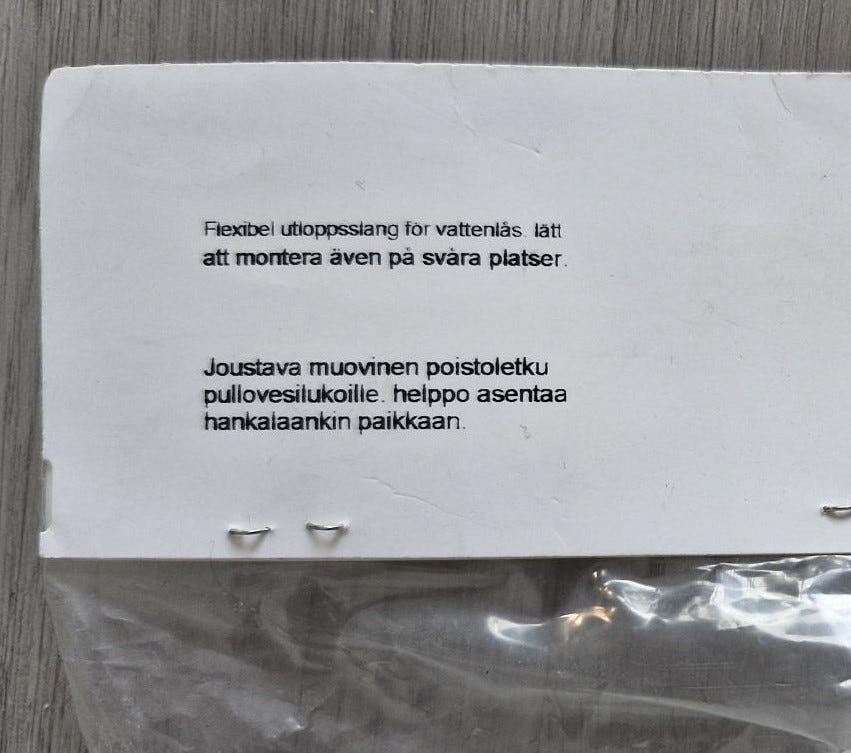 Flexibel utloppsslang för vattenlås. lätt
att montera även på svåra platser.
Joustava muovinen poistoletku
pullovesilukoille. helppo asentaa
hankalaankin paikkaan.